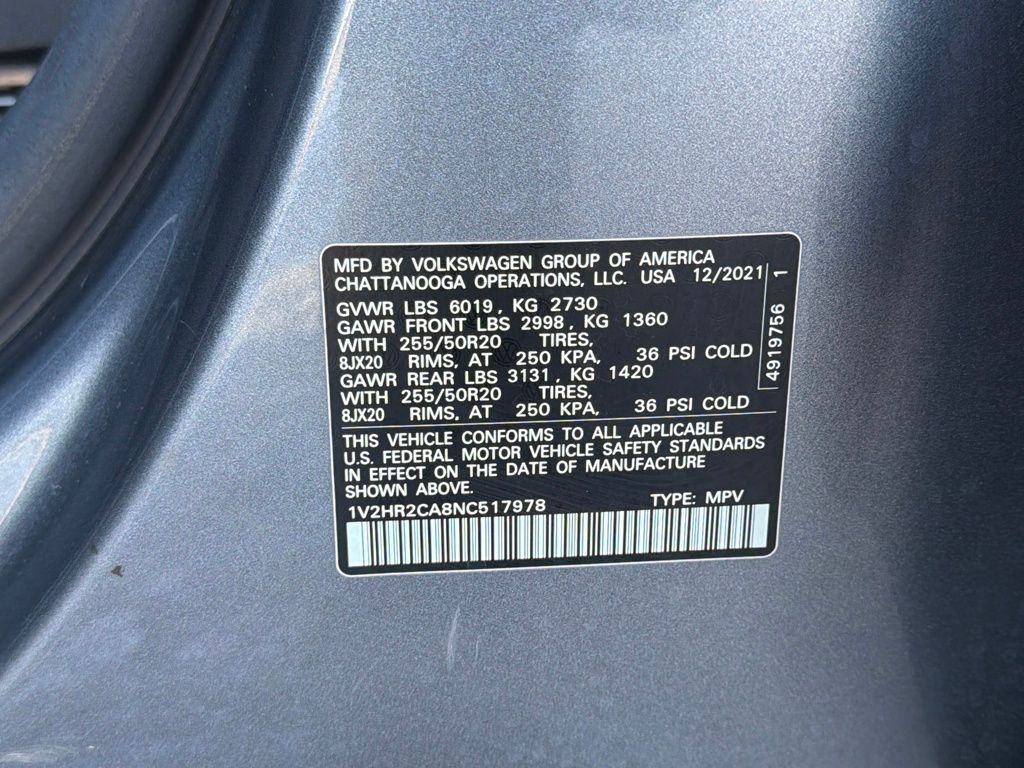 MFD BY VOLKSWAGEN GROUP OF AMERICA
CHATTANOOGA OPERATIONS, LLC. USA 12/2021
GVWR LBS 6019, KG 2730
GAWR FRONT LBS 2998, KG 1360
WITH 255/50R20 TIRES,
8JX20 RIMS, AT 250 KPA, 36 PSI COLD
GAWR REAR LBS 3131, KG 1420
WITH 255/50R20 TIRES,
8JX20 RIMS, AT 250 KPA, 36 PSI COLD
4919756 1
THIS VEHICLE CONFORMS TO ALL APPLICABLE
U.S. FEDERAL MOTOR VEHICLE SAFETY STANDARDS
IN EFFECT ON THE DATE OF MANUFACTURE
SHOWN ABOVE.
1V2HR2CA8NC517978 TYPE: MPV